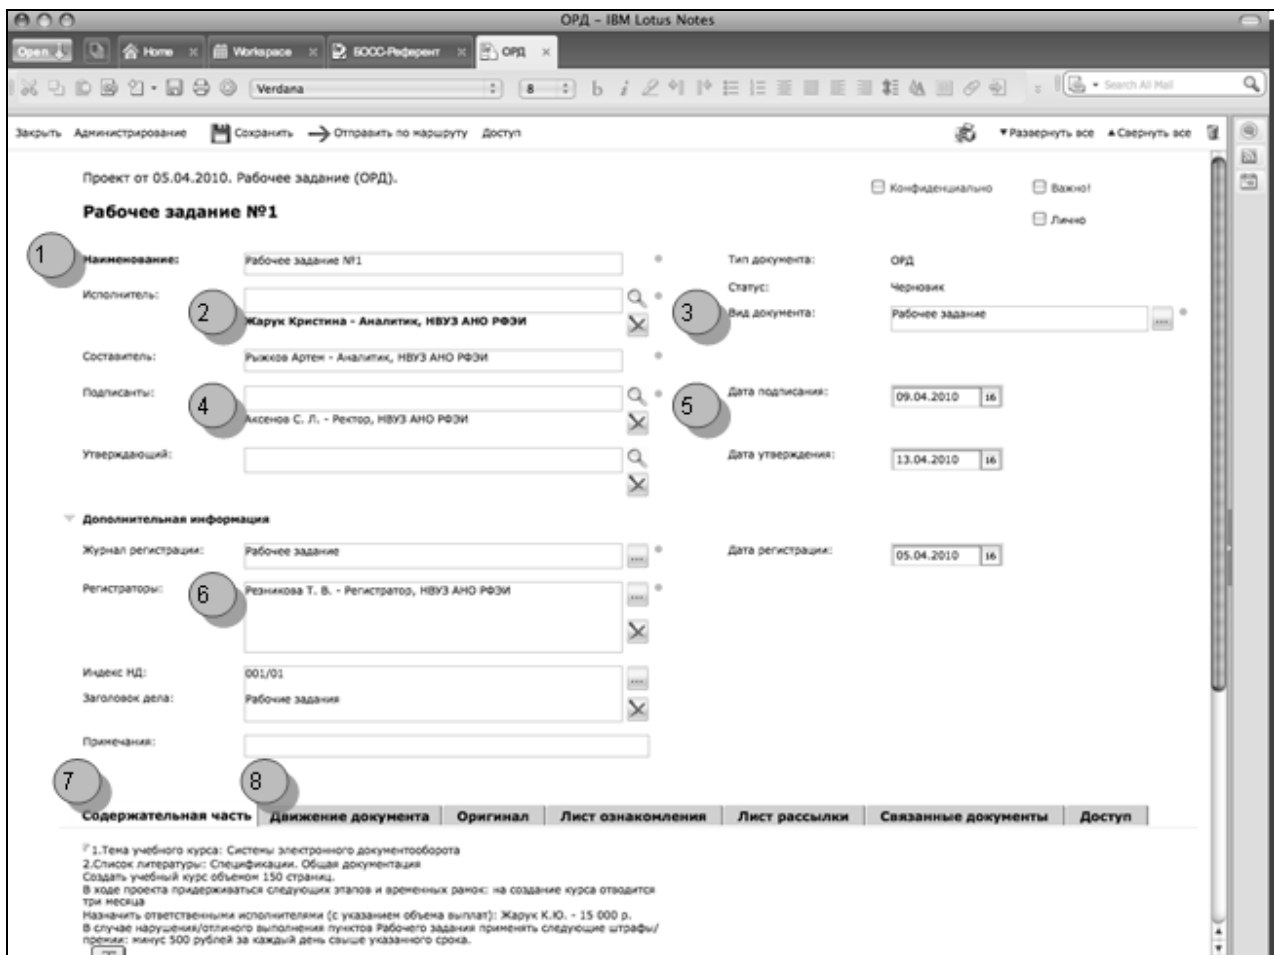 ОРД – IBM Lotus Notes
Open Home × Workspace × БОСС-Референт × ОРД ×
Verdana 8 b i Search All Mail
Закрыть Администрирование Сохранить Отправить по маршруту Доступ ▼Развернуть все ▲Свернуть все
Проект от 05.04.2010. Рабочее задание (ОРД).
Конфиденциально Важно!
Рабочее задание №1
Лично
1 Наименование: Рабочее задание №1 Тип документа: ОРД
Исполнитель: Статус: Черновик
2 Жарук Кристина - Аналитик, НВУЗ АНО РФЭИ 3 Вид документа: Рабочее задание ...
Составитель: Рыжков Артем - Аналитик, НВУЗ АНО РФЭИ
Подписанты: 5 Дата подписания: 09.04.2010 16
4 Аксенов С. Л. - Ректор, НВУЗ АНО РФЭИ
Утверждающий: Дата утверждения: 13.04.2010 16
Дополнительная информация
Журнал регистрации: Рабочее задание ... Дата регистрации: 05.04.2010 16
Регистраторы: 6 Резникова Т. В. - Регистратор, НВУЗ АНО РФЭИ ...
Индекс НД: 001/01 ...
Заголовок дела: Рабочие задания
Примечания:
7 8
Содержательная часть Движение документа Оригинал Лист ознакомления Лист рассылки Связанные документы Доступ
1.Тема учебного курса: Системы электронного документооборота
2.Список литературы: Спецификации. Общая документация
Создать учебный курс объемом 150 страниц.
В ходе проекта придерживаться следующих этапов и временных рамок: на создание курса отводится
три месяца
Назначить ответственными исполнителями (с указанием объема выплат): Жарук К.Ю. - 15 000 р.
В случае нарушения/отличного выполнения пунктов Рабочего задания применять следующие штрафы/
премии: минус 500 рублей за каждый день свыше указанного срока.